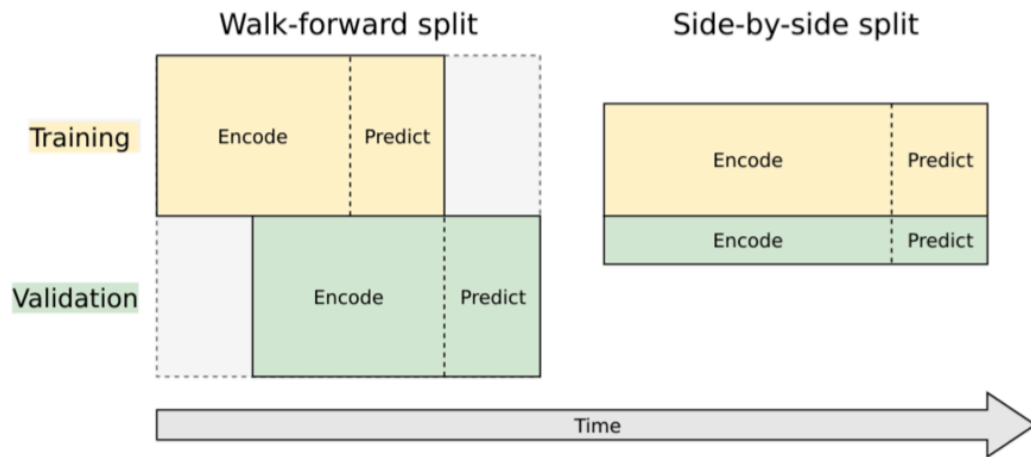 Walk-forward split
Side-by-side split
Training
Encode
Predict
Encode
Predict
Validation
Encode
Predict
Encode
Predict
Time